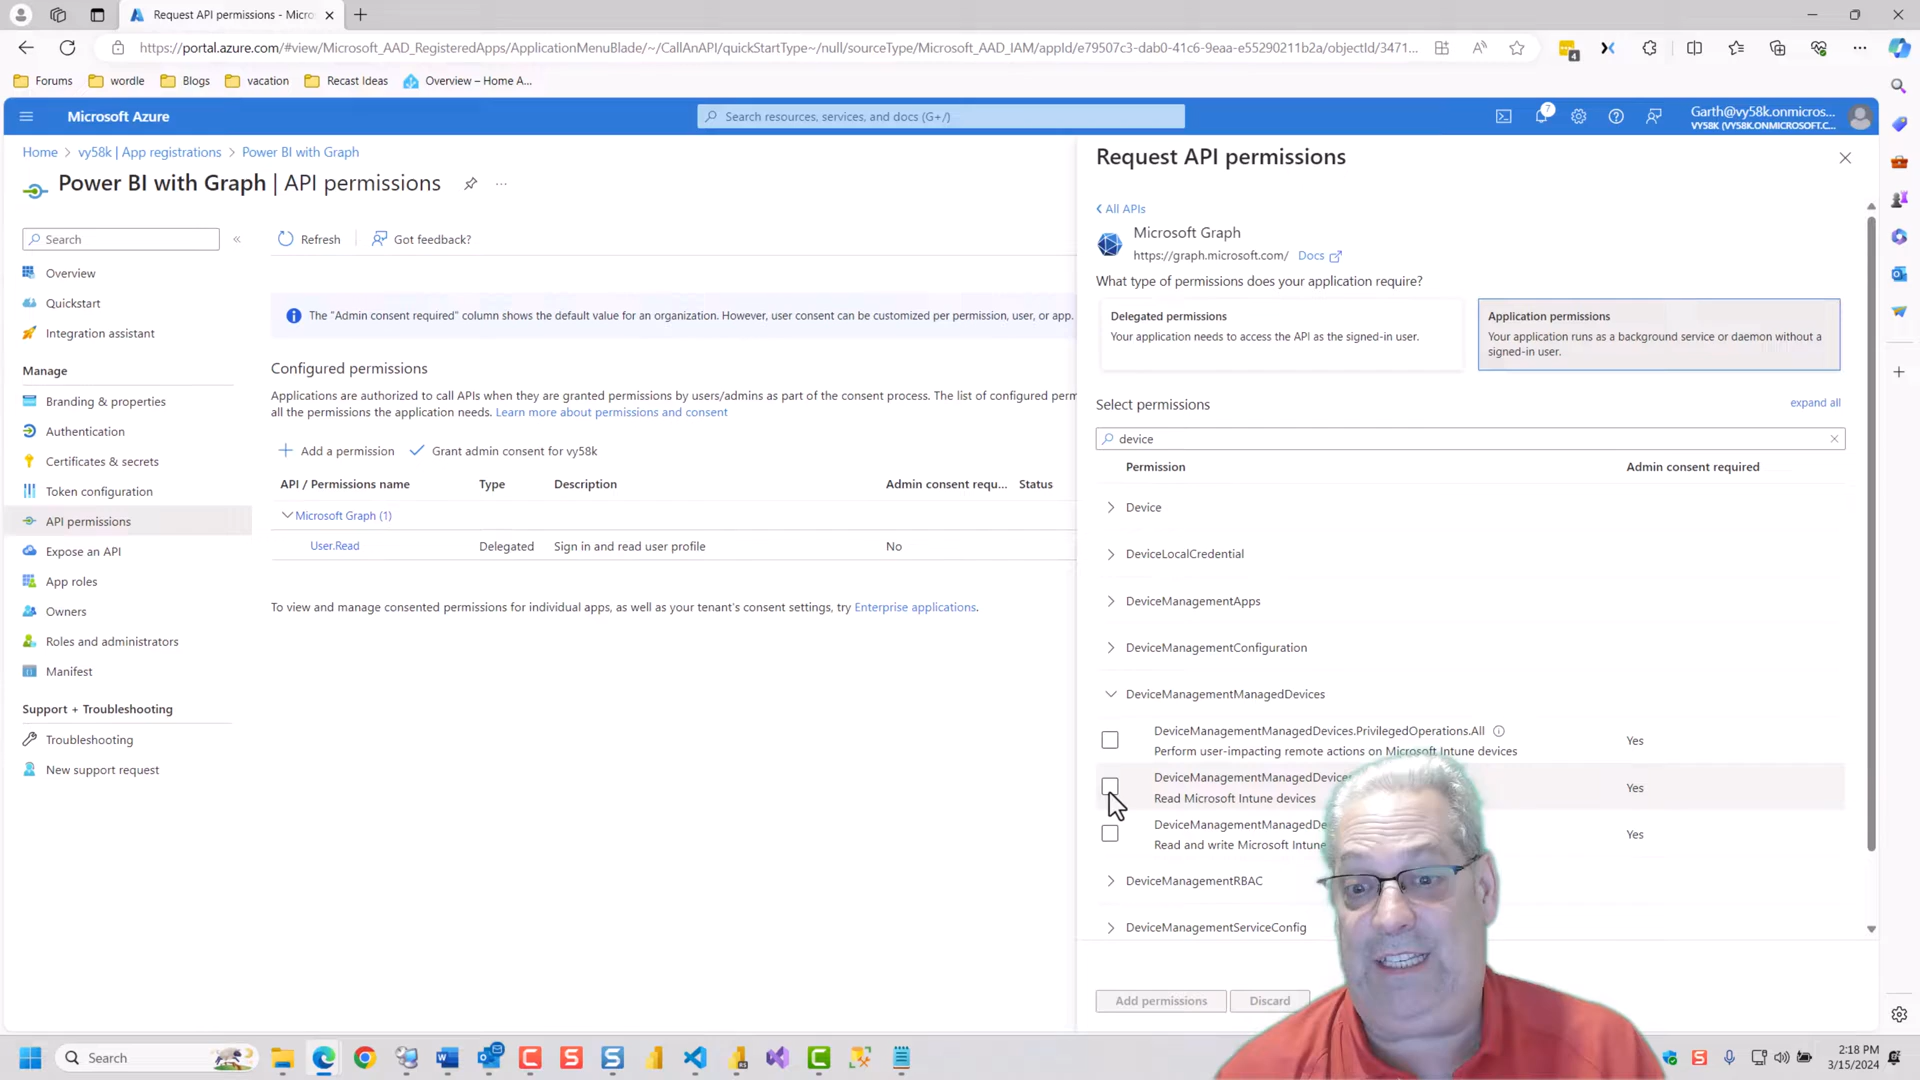 Request API permissions - Micro
https://portal.azure.com/#view/Microsoft_AAD_RegisteredApps/ApplicationMenuBlade/~/CallAnAPI/quickStartType~/null/sourceType/Microsoft_AAD_IAM/appId/e79507c3-dab0-41c6-9eaa-e55290211b2a/objectId/3471...
4
Forums
wordle
Blogs
vacation
Recast Ideas
Overview – Home A...
Microsoft Azure
Search resources, services, and docs (G+/)
7
Garth@vy58k.onmicros...
VY58K (VY58K.ONMICROSOFT.C...
Home > vy58k | App registrations > Power BI with Graph
Power BI with Graph | API permissions
...
Search
Refresh
Got feedback?
Overview
Quickstart
Integration assistant
Manage
Branding & properties
Authentication
Certificates & secrets
Token configuration
API permissions
Expose an API
App roles
Owners
Roles and administrators
Manifest
Support + Troubleshooting
Troubleshooting
New support request
The "Admin consent required" column shows the default value for an organization. However, user consent can be customized per permission, user, or app.
Configured permissions
Applications are authorized to call APIs when they are granted permissions by users/admins as part of the consent process. The list of configured perm
all the permissions the application needs. Learn more about permissions and consent
Add a permission
Grant admin consent for vy58k
API / Permissions name Type Description Admin consent requ... Status
Microsoft Graph (1)
User.Read Delegated Sign in and read user profile No
To view and manage consented permissions for individual apps, as well as your tenant's consent settings, try Enterprise applications.
Request API permissions
All APIs
Microsoft Graph
https://graph.microsoft.com/ Docs
What type of permissions does your application require?
Delegated permissions
Your application needs to access the API as the signed-in user.
Application permissions
Your application runs as a background service or daemon without a
signed-in user.
Select permissions
expand all
device
Permission Admin consent required
Device
DeviceLocalCredential
DeviceManagementApps
DeviceManagementConfiguration
DeviceManagementManagedDevices
DeviceManagementManagedDevices.PrivilegedOperations.All
Perform user-impacting remote actions on Microsoft Intune devices
Yes
DeviceManagementManagedDevices
Read Microsoft Intune devices
Yes
DeviceManagementManagedDe
Read and write Microsoft Intune
Yes
DeviceManagementRBAC
DeviceManagementServiceConfig
Add permissions
Discard
Search
2:18 PM
3/15/2024